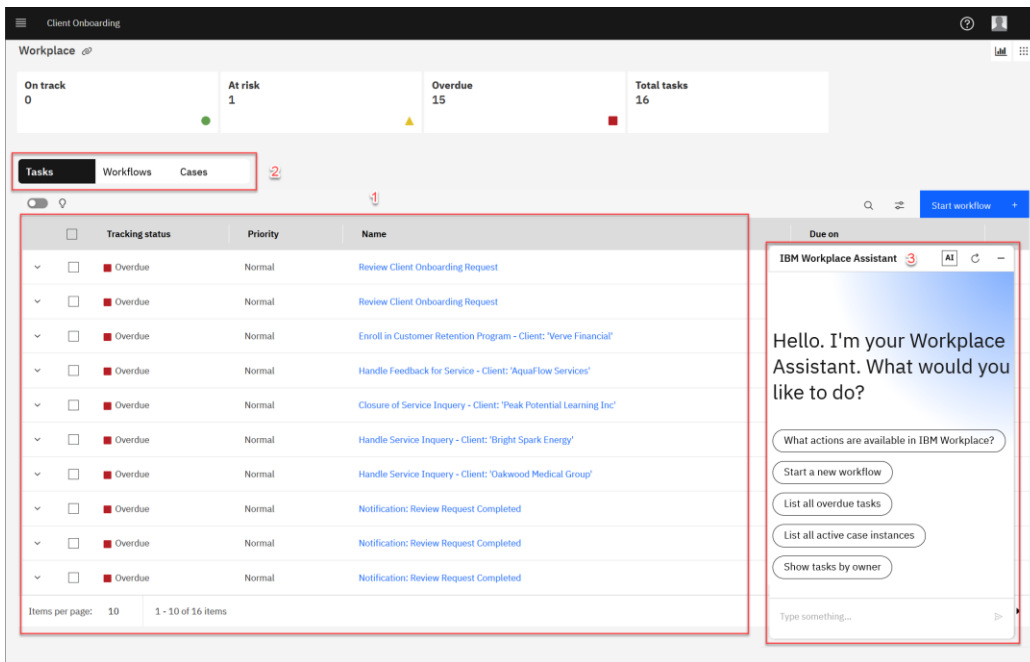 Client Onboarding
Workplace
On track
0
At risk
1
Overdue
15
Total tasks
16
Tasks Workflows Cases
2
1
Start workflow +
Tracking status Priority Name Due on
Overdue Normal Review Client Onboarding Request
Overdue Normal Review Client Onboarding Request
Overdue Normal Enroll in Customer Retention Program - Client: 'Verve Financial'
Overdue Normal Handle Feedback for Service - Client: 'AquaFlow Services'
Overdue Normal Closure of Service Inquery - Client: 'Peak Potential Learning Inc'
Overdue Normal Handle Service Inquery - Client: 'Bright Spark Energy'
Overdue Normal Handle Service Inquery - Client: 'Oakwood Medical Group'
Overdue Normal Notification: Review Request Completed
Overdue Normal Notification: Review Request Completed
Overdue Normal Notification: Review Request Completed
Items per page: 10 1 - 10 of 16 items
IBM Workplace Assistant 3 AI
Hello. I'm your Workplace
Assistant. What would you
like to do?
What actions are available in IBM Workplace?
Start a new workflow
List all overdue tasks
List all active case instances
Show tasks by owner
Type something...